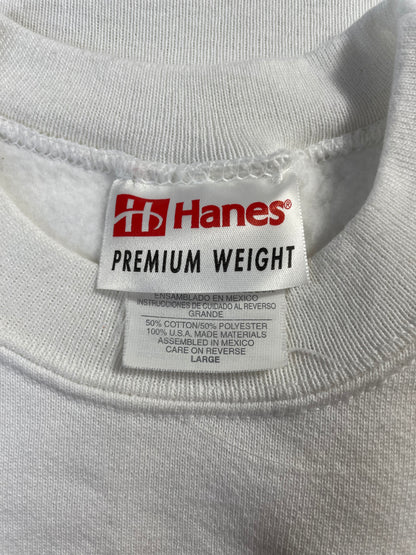 Hanes®
PREMIUM WEIGHT
ENSAMBLADO EN MEXICO
INSTRUCCIONES DE CUIDADO AL REVERSO
GRANDE
50% COTTON/50% POLYESTER
100% U.S.A. MADE MATERIALS
ASSEMBLED IN MEXICO
CARE ON REVERSE
LARGE